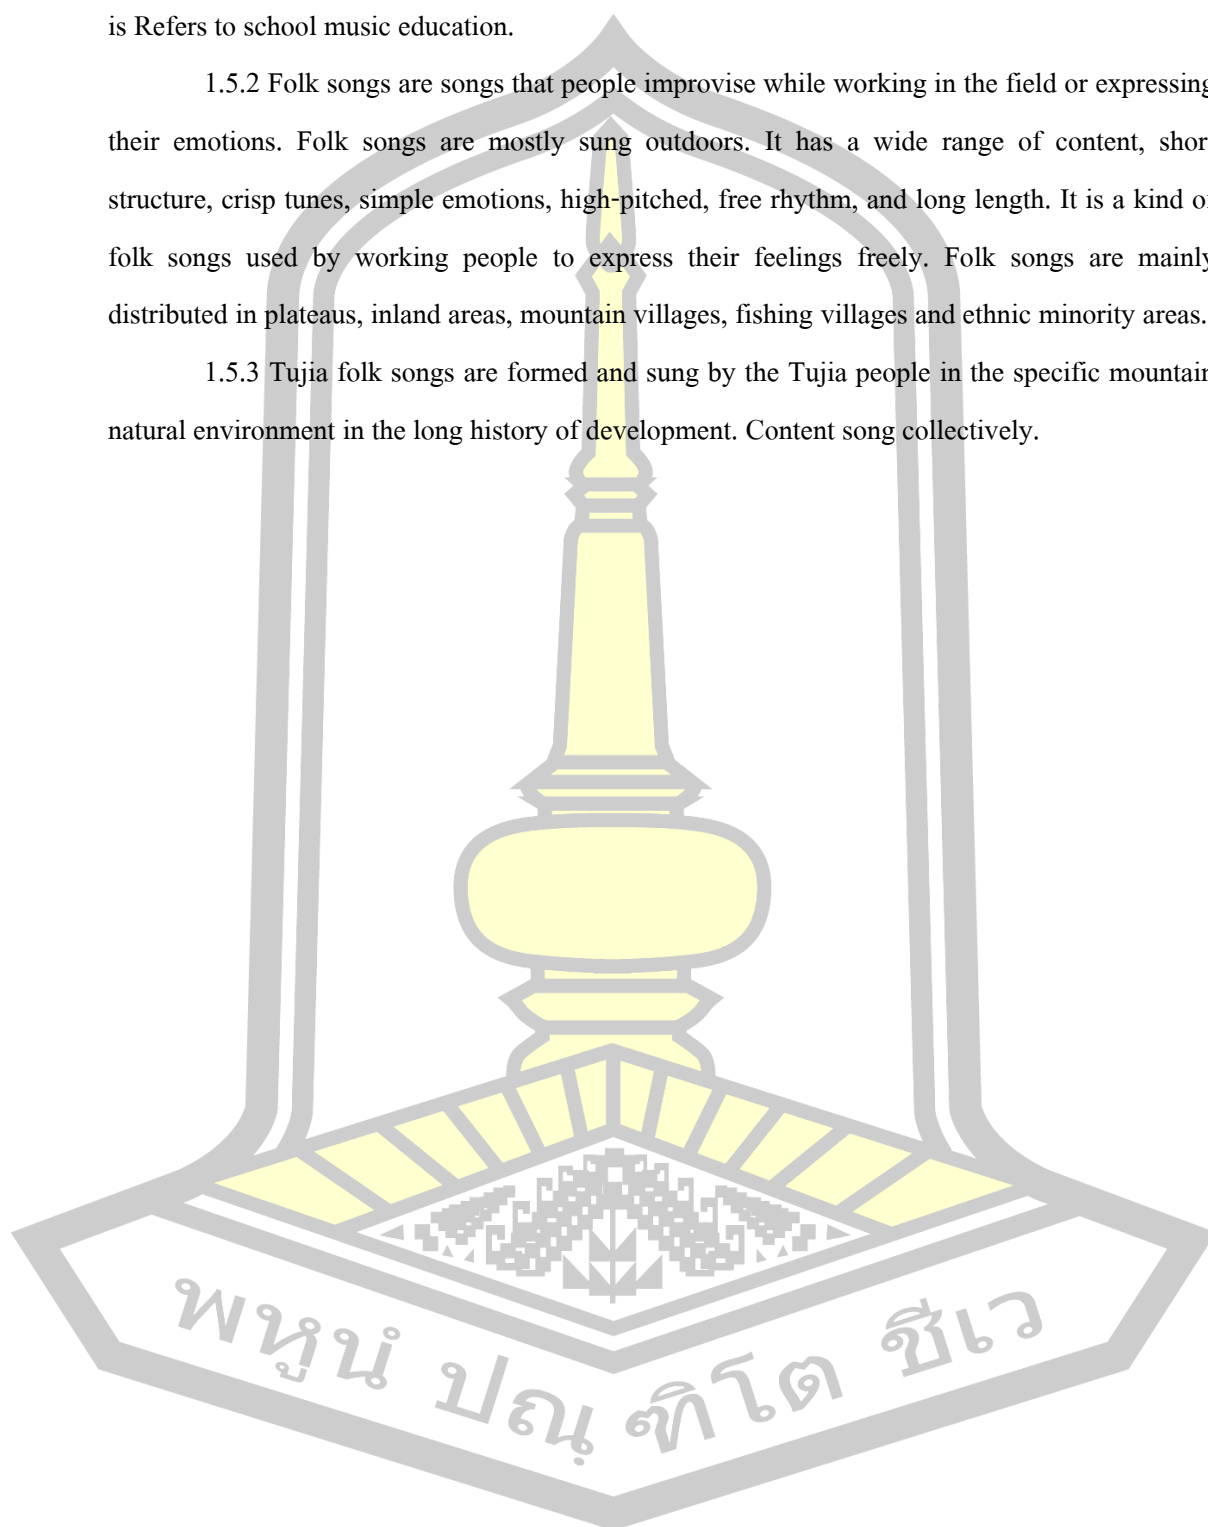 is Refers to school music education.
1.5.2 Folk songs are songs that people improvise while working in the field or expressing
their emotions. Folk songs are mostly sung outdoors. It has a wide range of content, shor
structure, crisp tunes, simple emotions, high-pitched, free rhythm, and long length. It is a kind o
folk songs used by working people to express their feelings freely. Folk songs are mainly
distributed in plateaus, inland areas, mountain villages, fishing villages and ethnic minority areas.
1.5.3 Tujia folk songs are formed and sung by the Tujia people in the specific mountain
natural environment in the long history of development. Content song collectively.
พหูนํ ปณฺฑิโต ชีเว